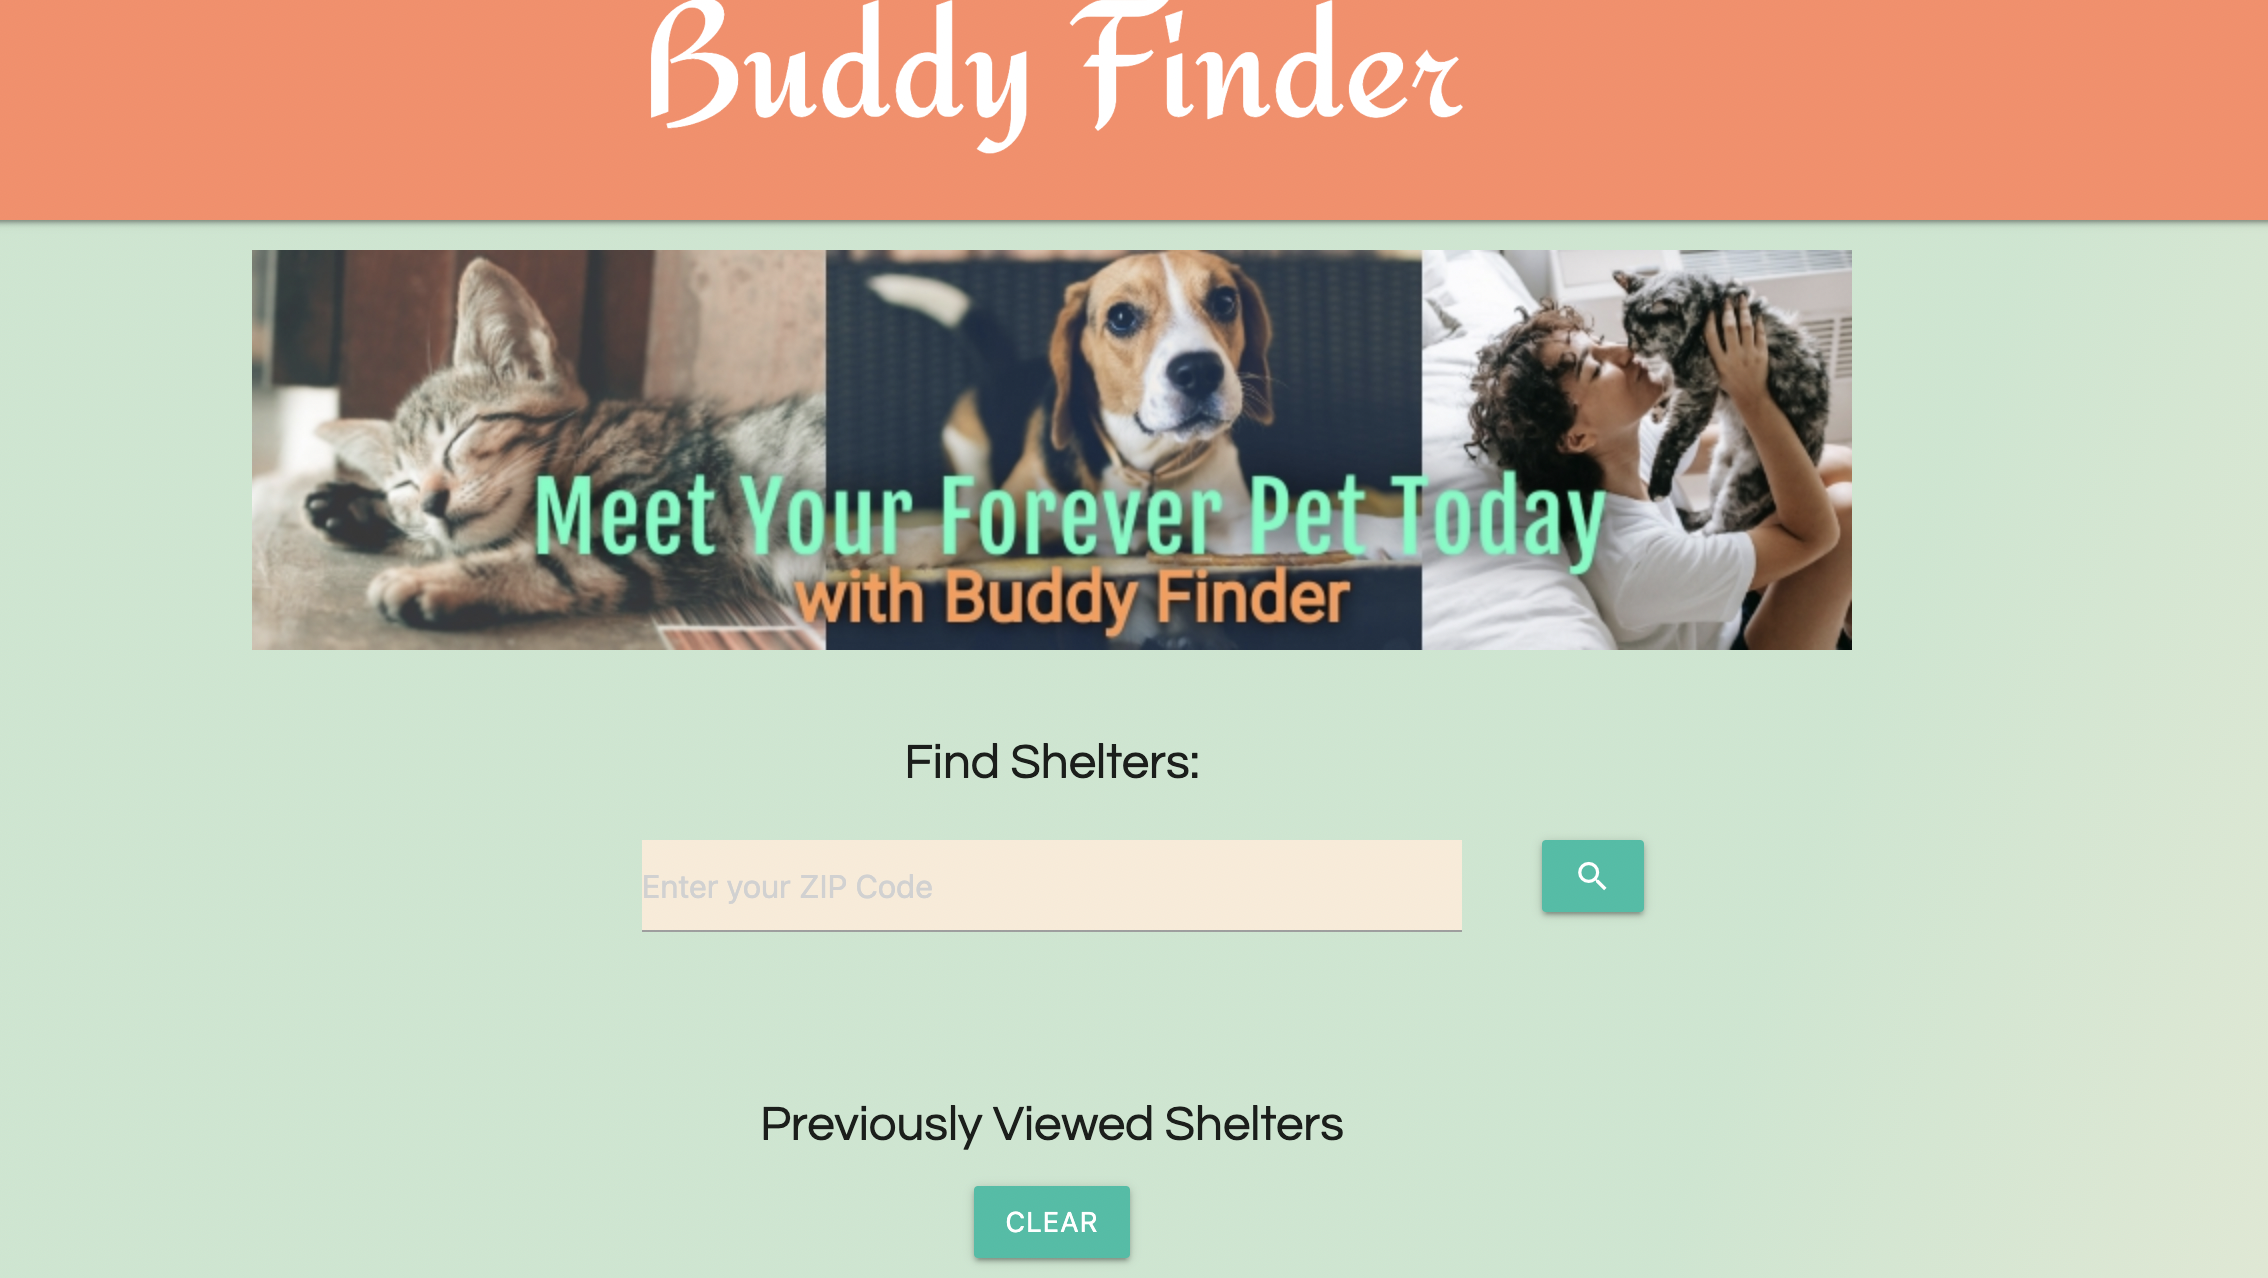 Buddy Finder
Meet Your Forever Pet Today
with Buddy Finder
Find Shelters:
Enter your ZIP Code
Previously Viewed Shelters
CLEAR